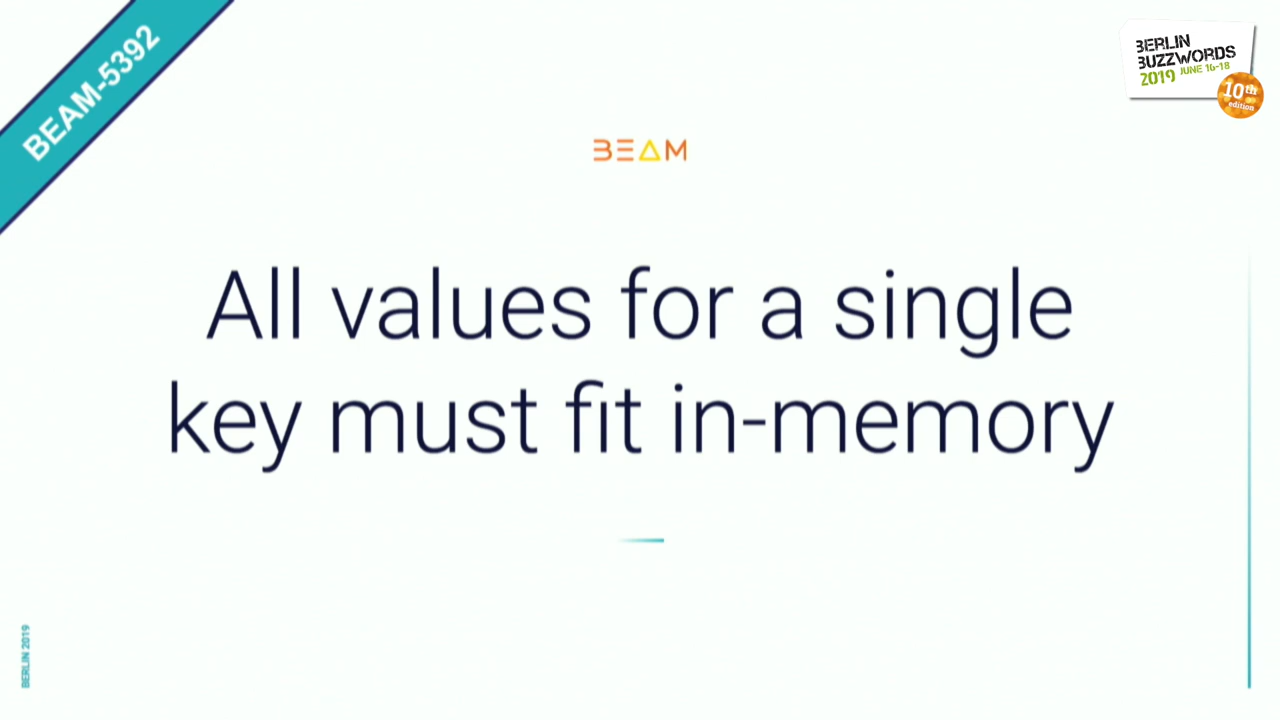 BEAM-5392
BERLIN
BUZZWORDS
2019 JUNE 16-18
10th
edition
BEAM
All values for a single
key must fit in-memory
BERLIN 2019